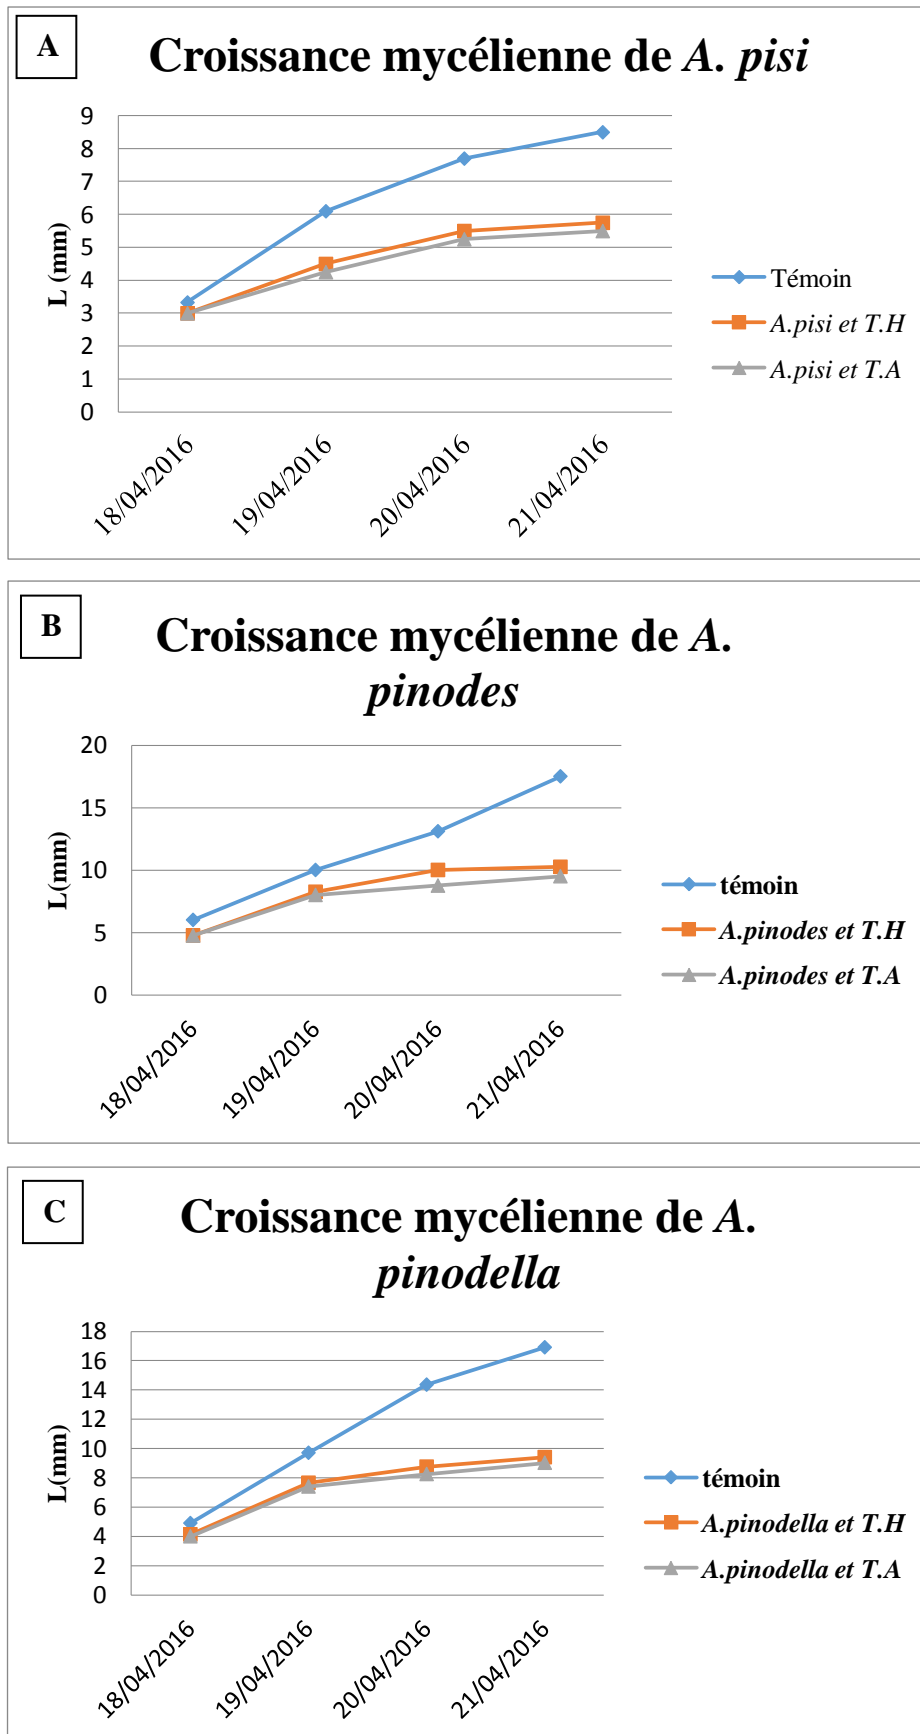 A
Croissance mycélienne de A. pisi
9
8
7
6
5
4
3
2
1
0
L (mm)
18/04/2016
19/04/2016
20/04/2016
21/04/2016
Témoin
A.pisi et T.H
A.pisi et T.A
B
Croissance mycélienne de A.
pinodes
20
15
10
5
0
L(mm)
18/04/2016
19/04/2016
20/04/2016
21/04/2016
témoin
A.pinodes et T.H
A.pinodes et T.A
C
Croissance mycélienne de A.
pinodella
18
16
14
12
10
8
6
4
2
0
L(mm)
18/04/2016
19/04/2016
20/04/2016
21/04/2016
témoin
A.pinodella et T.H
A.pinodella et T.A